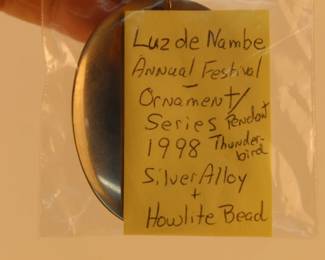 Luz de Nambe
Annual Festival
Ornament/
Series Pendant
1998 Thunder-
bird
Silver Alloy
+
Howlite Bead